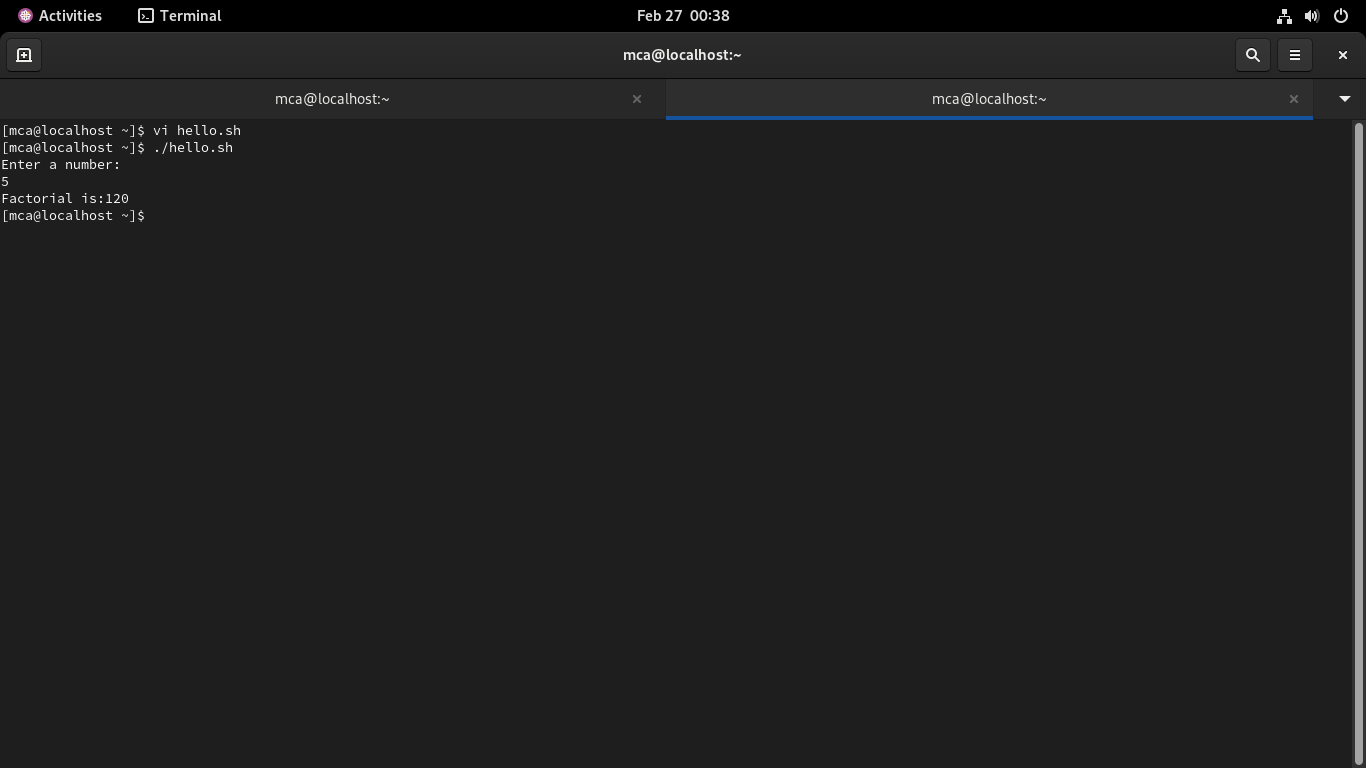 Activities Terminal Feb 27 00:38
mca@localhost:~
mca@localhost:~ mca@localhost:~
[mca@localhost ~]$ vi hello.sh
[mca@localhost ~]$ ./hello.sh
Enter a number:
5
Factorial is:120
[mca@localhost ~]$